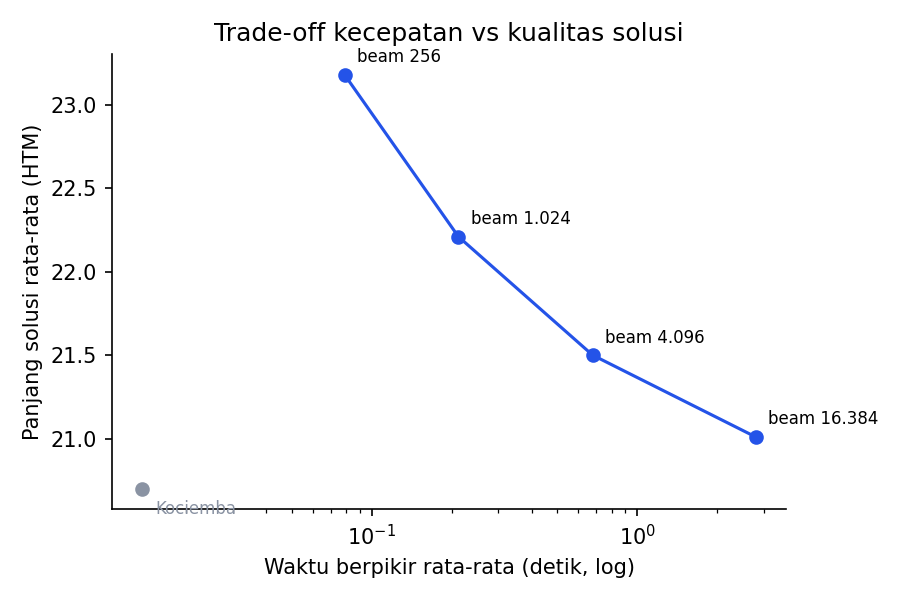 Trade-off kecepatan vs kualitas solusi
beam 256
23.0
22.5
beam 1.024
22.0
21.5
beam 4.096
21.0
beam 16.384
Kociemba
Panjang solusi rata-rata (HTM)
10⁻¹
10⁰
Waktu berpikir rata-rata (detik, log)